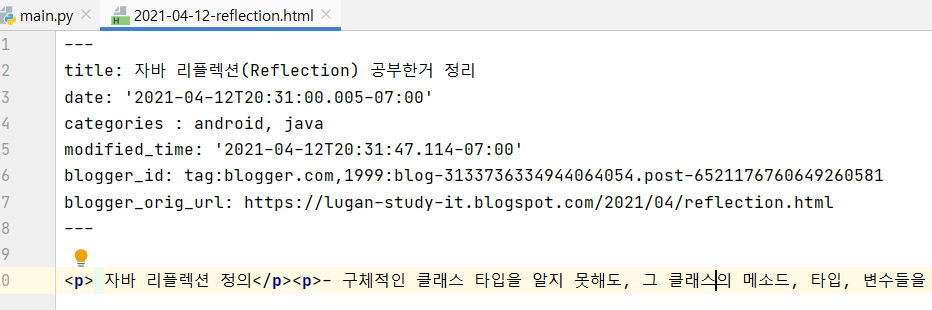 main.py
2021-04-12-reflection.html
1 ---
2 title: 자바 리플렉션(Reflection) 공부한거 정리
3 date: '2021-04-12T20:31:00.005-07:00'
4 categories : android, java
5 modified_time: '2021-04-12T20:31:47.114-07:00'
6 blogger_id: tag:blogger.com,1999:blog-3133736334944064054.post-6521176760649260581
7 blogger_orig_url: https://lugan-study-it.blogspot.com/2021/04/reflection.html
8 ---
9
0 <p> 자바 리플렉션 정의</p><p>- 구체적인 클래스 타입을 알지 못해도, 그 클래스의 메소드, 타입, 변수들을